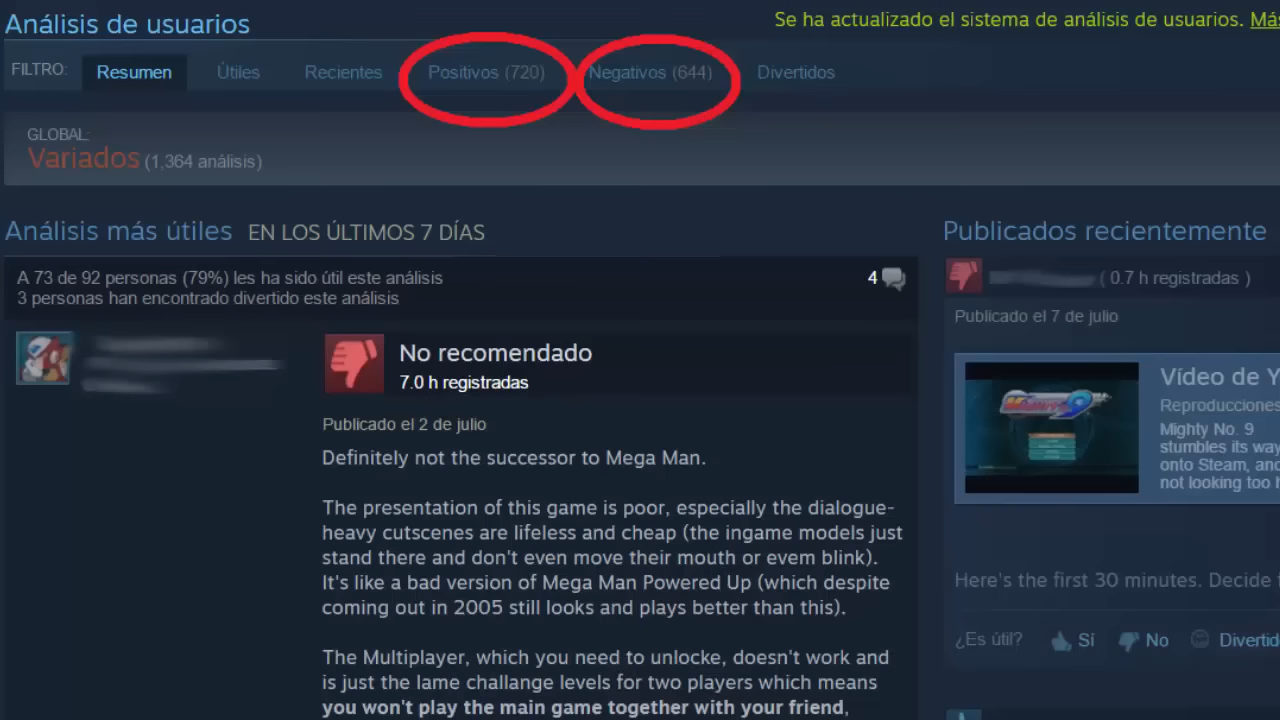 Análisis de usuarios
Se ha actualizado el sistema de análisis de usuarios. Más
FILTRO: Resumen Útiles Recientes Positivos (720) Negativos (644) Divertidos
GLOBAL:
Variados (1,364 análisis)
Análisis más útiles EN LOS ÚLTIMOS 7 DÍAS
A 73 de 92 personas (79%) les ha sido útil este análisis
3 personas han encontrado divertido este análisis
4
No recomendado
7.0 h registradas
Publicado el 2 de julio
Definitely not the successor to Mega Man.
The presentation of this game is poor, especially the dialogue-
heavy cutscenes are lifeless and cheap (the ingame models just
stand there and don't even move their mouth or evem blink).
It's like a bad version of Mega Man Powered Up (which despite
coming out in 2005 still looks and plays better than this).
The Multiplayer, which you need to unlocke, doesn't work and
is just the lame challange levels for two players which means
you won't play the main game together with your friend,
Publicados recientemente
( 0.7 h registradas )
Publicado el 7 de julio
Vídeo de Y
Reproducciones
Mighty No. 9
stumbles its way
onto Steam, and
not looking too
Here's the first 30 minutes. Decide
¿Es útil? Sí No Divertid